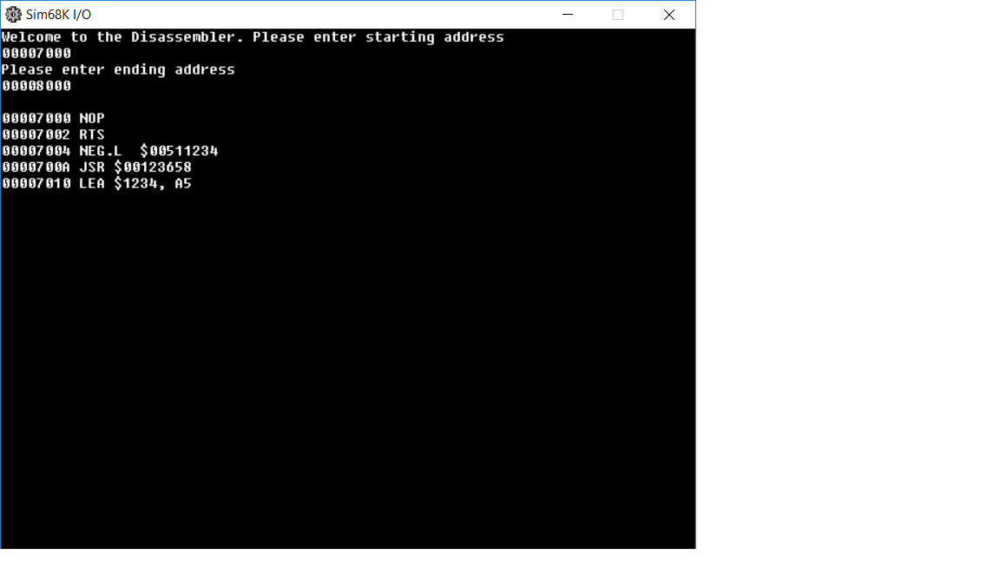 Sim68K I/O
Welcome to the Disassembler. Please enter starting address
00007000
Please enter ending address
00008000
00007000 NOP
00007002 RTS
00007004 NEG.L  $00511234
0000700A JSR $00123658
00007010 LEA $1234, A5